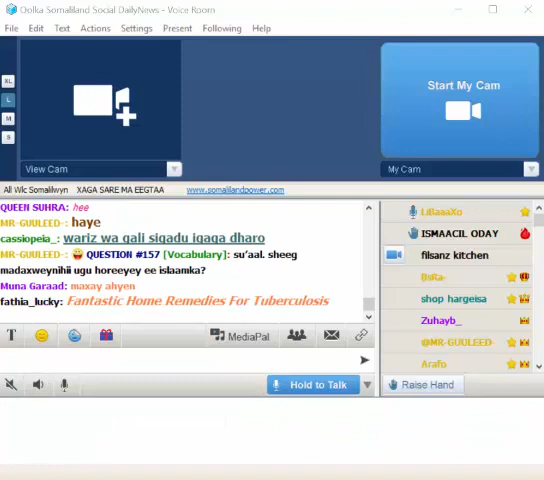 Qolka Somaliland Social DailyNews - Voice Room
File Edit View Text Actions Settings Present Following Help
XL
L
M
S
Start My Cam
View Cam
My Cam
All Wlc Somaliwyn XAGA SARE MA EEGTAA www.somalilandpower.com
QUEEN SUHRA: hee
MR-GUULEED-: haye
cassiopeia_: wariz wa gali sigadu igaga dharo
MR-GUULEED-: QUESTION #157 [Vocabulary]: su'aal. sheeg
madaxweynihii ugu horeeyey ee islaamka?
Muna Garaad: maxay ahyen
fathia_lucky: Fantastic Home Remedies For Tuberculosis
LiBaaaXo
ISMAACIL ODAY
filsanz kitchen
BsRa-
shop hargeisa
Zuhayb_
@MR-GUULEED-
Arafo
T
MediaPal
Hold to Talk
Raise Hand